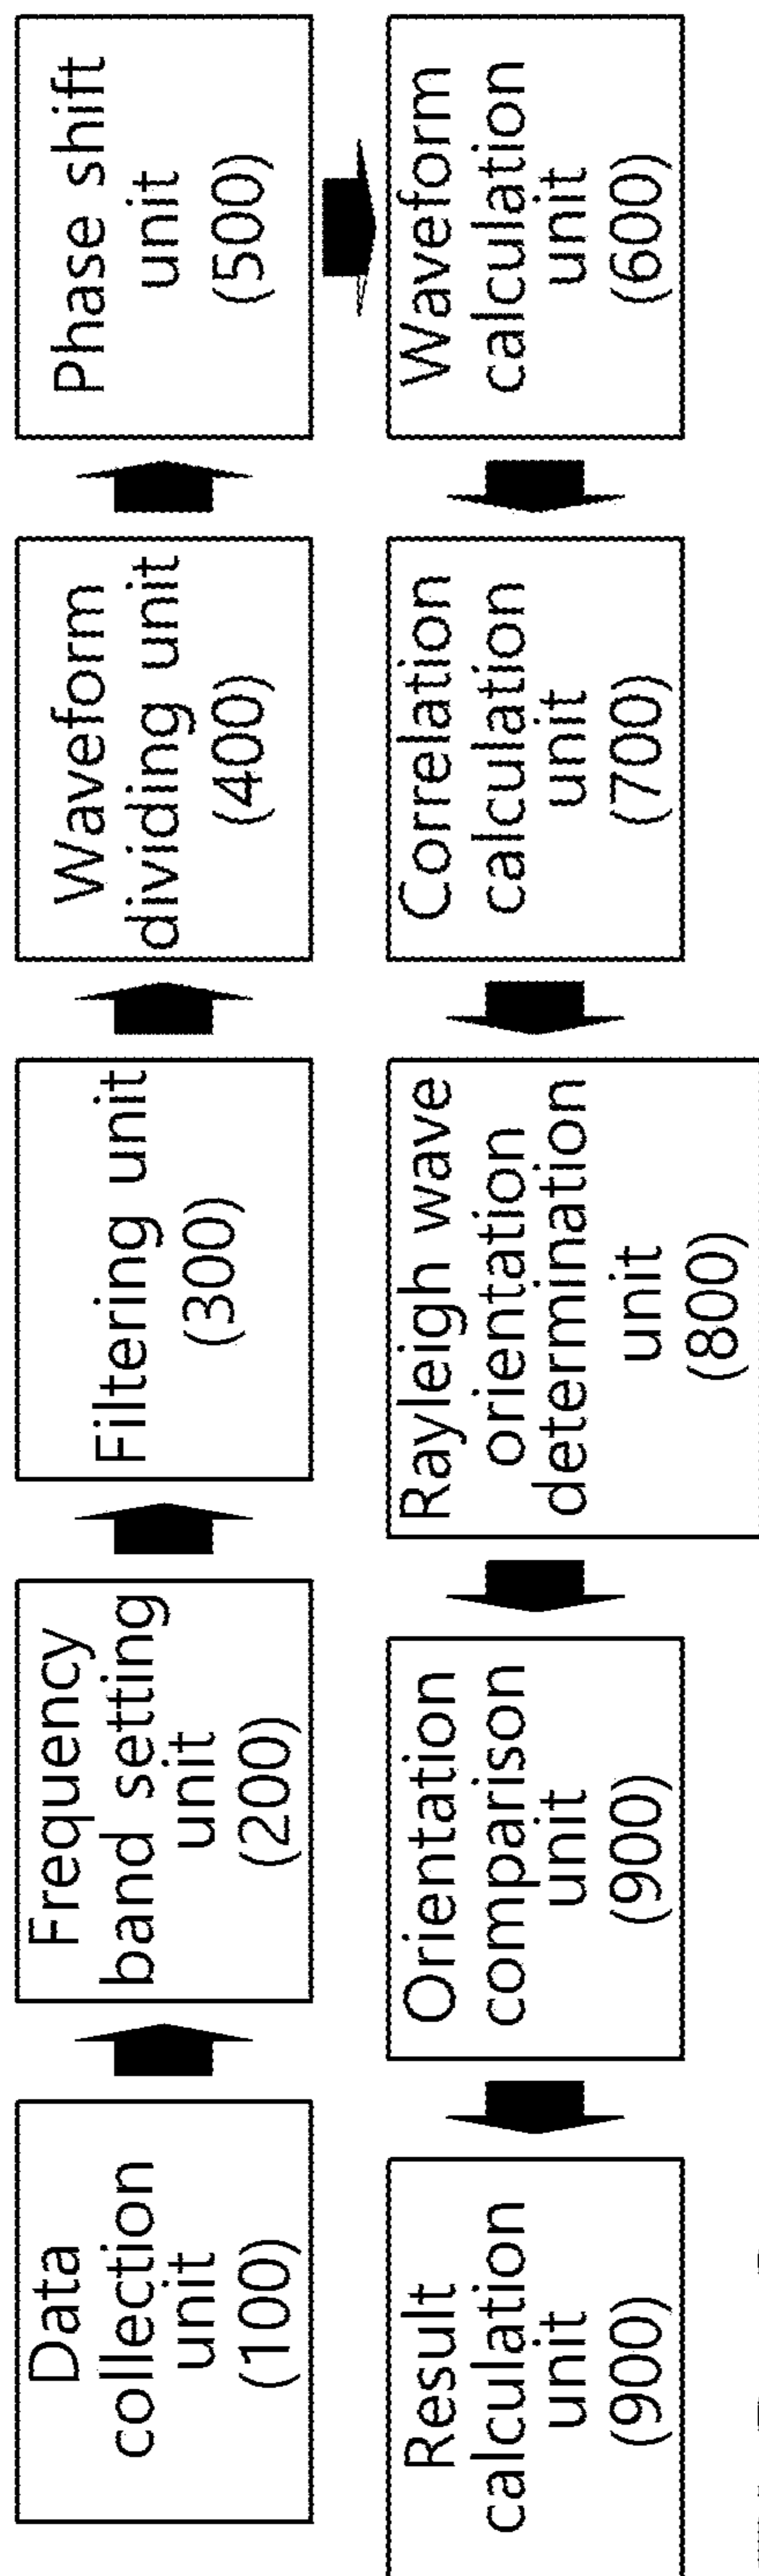 Data
collection
unit
(100)
Frequency
band setting
unit
(200)
Filtering unit
(300)
Waveform
dividing unit
(400)
Phase shift
unit
(500)
Waveform
calculation
unit
(600)
Correlation
calculation
unit
(700)
Rayleigh wave
orientation
determination
unit
(800)
Orientation
comparison
unit
(900)
Result
calculation
unit
(900)